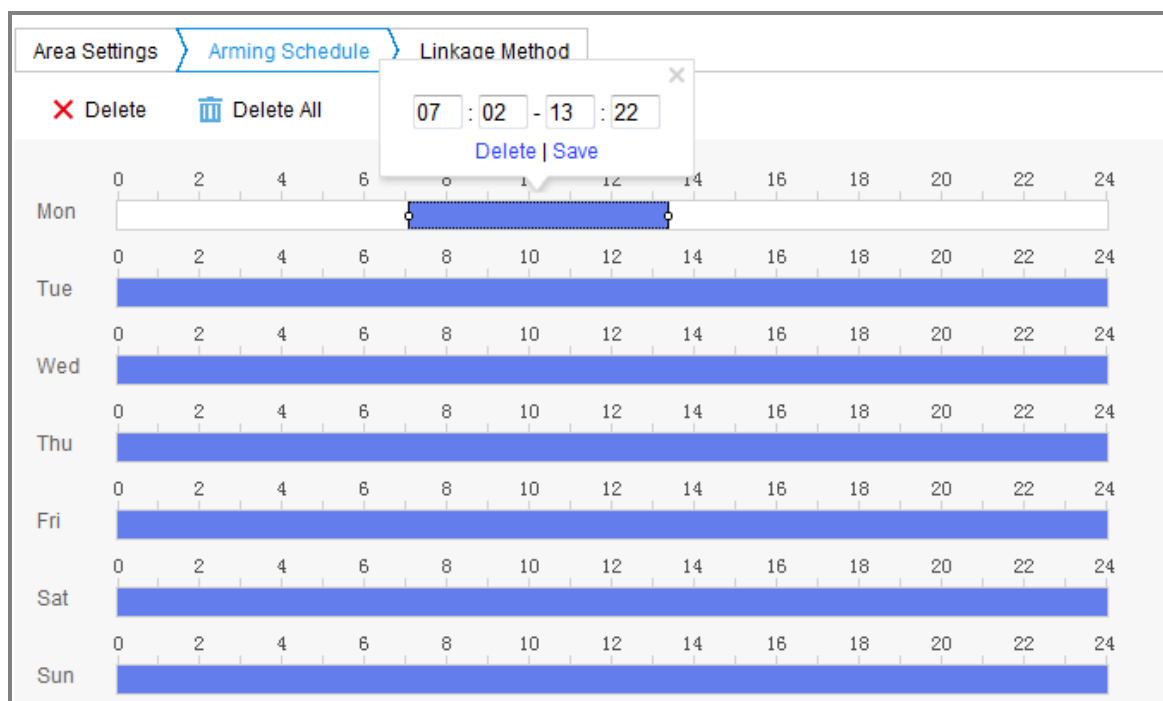 Area Settings Arming Schedule Linkage Method
Delete Delete All
07 : 02 - 13 : 22
Delete | Save
0 2 4 6 8 12 14 16 18 20 22 24
Mon
0 2 4 6 8 10 12 14 16 18 20 22 24
Tue
0 2 4 6 8 10 12 14 16 18 20 22 24
Wed
0 2 4 6 8 10 12 14 16 18 20 22 24
Thu
0 2 4 6 8 10 12 14 16 18 20 22 24
Fri
0 2 4 6 8 10 12 14 16 18 20 22 24
Sat
0 2 4 6 8 10 12 14 16 18 20 22 24
Sun